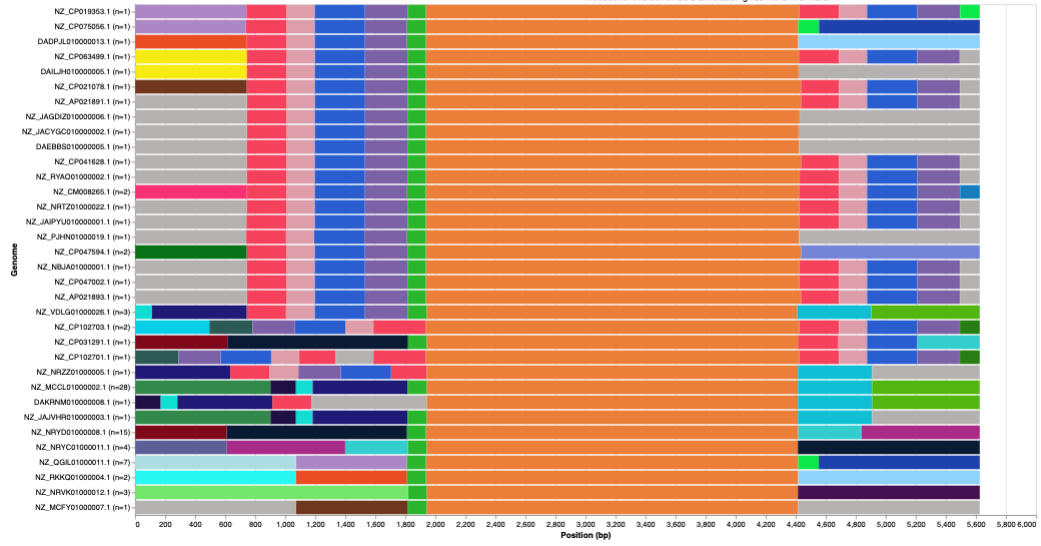 NZ_CP019353.1 (n=1)
NZ_CP075056.1 (n=1)
DADPJL010000013.1 (n=1)
NZ_CP063499.1 (n=1)
DAILJH010000005.1 (n=1)
NZ_CP021078.1 (n=1)
NZ_AP021891.1 (n=1)
NZ_JAGDIZ010000006.1 (n=1)
NZ_JACYGC010000002.1 (n=1)
DAEBBS010000005.1 (n=1)
NZ_CP041628.1 (n=1)
NZ_RYAO01000002.1 (n=1)
NZ_CM008265.1 (n=2)
NZ_NRTZ01000022.1 (n=1)
NZ_JAIPYU010000001.1 (n=1)
NZ_PJHN01000019.1 (n=1)
NZ_CP047594.1 (n=2)
NZ_NBJA01000001.1 (n=1)
NZ_CP047002.1 (n=1)
NZ_AP021893.1 (n=1)
NZ_VDLG01000026.1 (n=3)
NZ_CP102703.1 (n=2)
NZ_CP031291.1 (n=1)
NZ_CP102701.1 (n=1)
NZ_NRZZ01000005.1 (n=1)
NZ_MCCL01000002.1 (n=28)
DAKRNM010000008.1 (n=1)
NZ_JAJVHR010000003.1 (n=1)
NZ_NRYD01000008.1 (n=15)
NZ_NRYC01000011.1 (n=4)
NZ_QGIL01000011.1 (n=7)
NZ_RKKQ01000004.1 (n=2)
NZ_NRVK01000012.1 (n=3)
NZ_MCFY01000007.1 (n=1)
Genome
0 200 400 600 800 1,000 1,200 1,400 1,600 1,800 2,000 2,200 2,400 2,600 2,800 3,000 3,200 3,400 3,600 3,800 4,000 4,200 4,400 4,600 4,800 5,000 5,200 5,400 5,600 5,800 6,000
Position (bp)